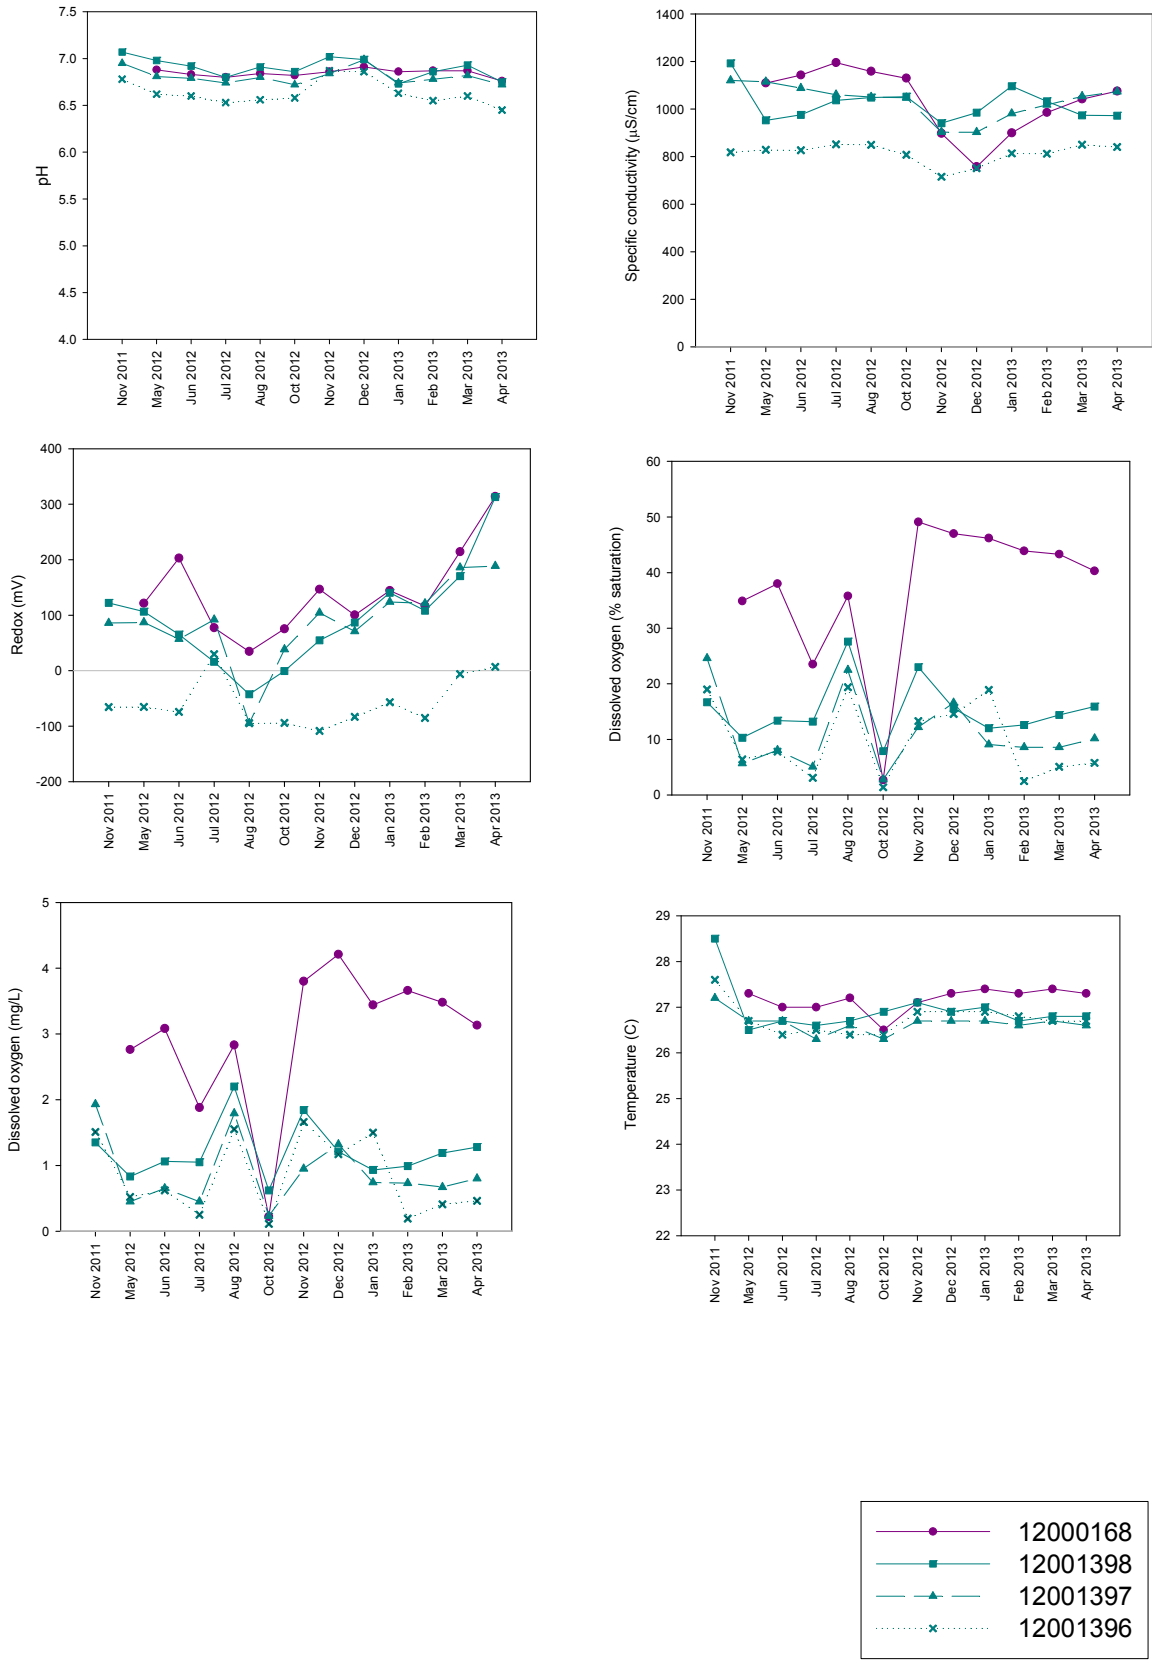 7.5
7.0
6.5
6.0
5.5
5.0
4.5
4.0
pH
Nov 2011
May 2012
Jun 2012
Jul 2012
Aug 2012
Oct 2012
Nov 2012
Dec 2012
Jan 2013
Feb 2013
Mar 2013
Apr 2013
1400
1200
1000
800
600
400
200
0
Specific conductivity (µS/cm)
Nov 2011
May 2012
Jun 2012
Jul 2012
Aug 2012
Oct 2012
Nov 2012
Dec 2012
Jan 2013
Feb 2013
Mar 2013
Apr 2013
400
300
200
100
0
-100
-200
Redox (mV)
Nov 2011
May 2012
Jun 2012
Jul 2012
Aug 2012
Oct 2012
Nov 2012
Dec 2012
Jan 2013
Feb 2013
Mar 2013
Apr 2013
60
50
40
30
20
10
0
Dissolved oxygen (% saturation)
Nov 2011
May 2012
Jun 2012
Jul 2012
Aug 2012
Oct 2012
Nov 2012
Dec 2012
Jan 2013
Feb 2013
Mar 2013
Apr 2013
5
4
3
2
1
0
Dissolved oxygen (mg/L)
Nov 2011
May 2012
Jun 2012
Jul 2012
Aug 2012
Oct 2012
Nov 2012
Dec 2012
Jan 2013
Feb 2013
Mar 2013
Apr 2013
29
28
27
26
25
24
23
22
Temperature (C)
Nov 2011
May 2012
Jun 2012
Jul 2012
Aug 2012
Oct 2012
Nov 2012
Dec 2012
Jan 2013
Feb 2013
Mar 2013
Apr 2013
12000168
12001398
12001397
12001396